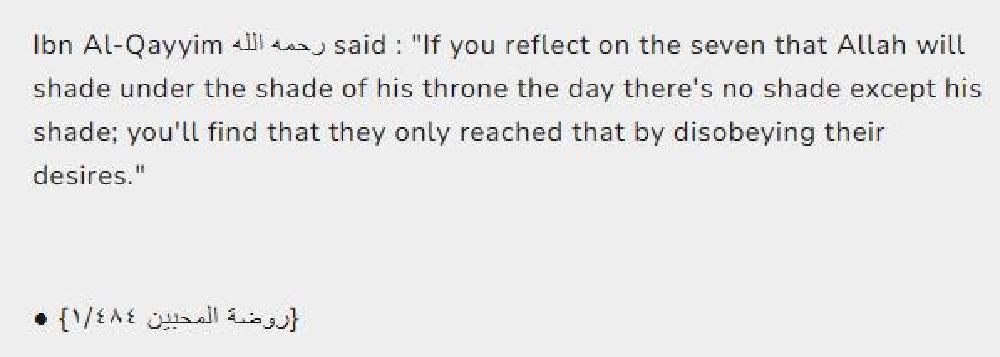 Ibn Al-Qayyim رحمه الله said : "If you reflect on the seven that Allah will
shade under the shade of his throne the day there's no shade except his
shade; you'll find that they only reached that by disobeying their
desires."
• {روضة المحبين ١/٤٨٤}